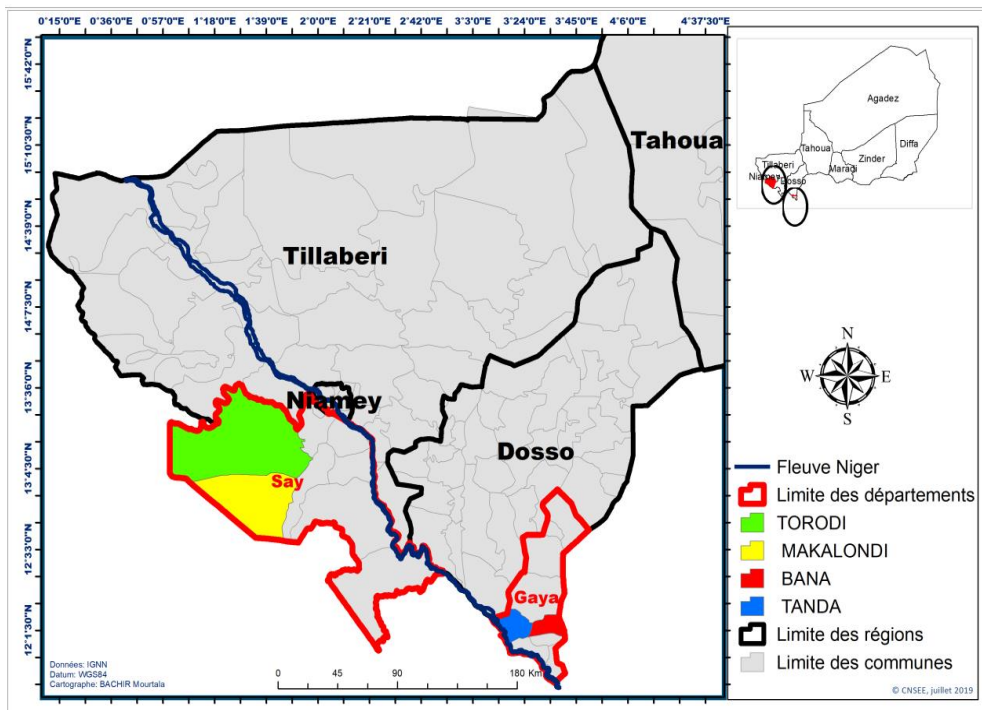 0°15'0"E 0°36'0"E 0°57'0"E 1°18'0"E 1°39'0"E 2°0'0"E 2°21'0"E 2°42'0"E 3°3'0"E 3°24'0"E 3°45'0"E 4°6'0"E 4°37'30"E
15°42'0"N
15°10'30"N
14°39'0"N
14°7'30"N
13°36'0"N
13°4'30"N
12°33'0"N
12°1'30"N
Tahoua
Tillaberi
Niamey
Dosso
Say
Gaya
Données: IGNN
Datum: WGS84
Cartographe: BACHIR Mourtala
0 45 90 180 Km
Agadez
Tahoua
Diffa
Zinder
Maradi
Tillaberi
Niamey
Dosso
N
W E
S
Fleuve Niger
Limite des départements
TORODI
MAKALONDI
BANA
TANDA
Limite des régions
Limite des communes
© CNSEE, juillet 2019